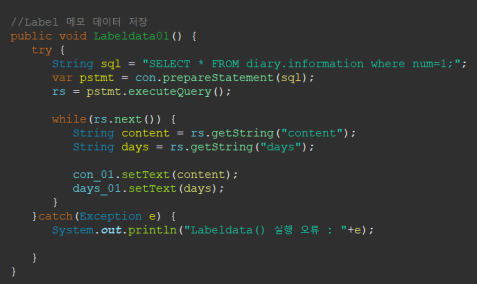 //Label 메모 데이터 저장
public void Labeldata01() {
try {
String sql = "SELECT * FROM diary.information where num=1;";
var pstmt = con.prepareStatement(sql);
rs = pstmt.executeQuery();
while(rs.next()) {
String content = rs.getString("content");
String days = rs.getString("days");
con_01.setText(content);
days_01.setText(days);
}
}catch(Exception e) {
System.out.println("Labeldata() 실행 오류 : "+e);
}
}